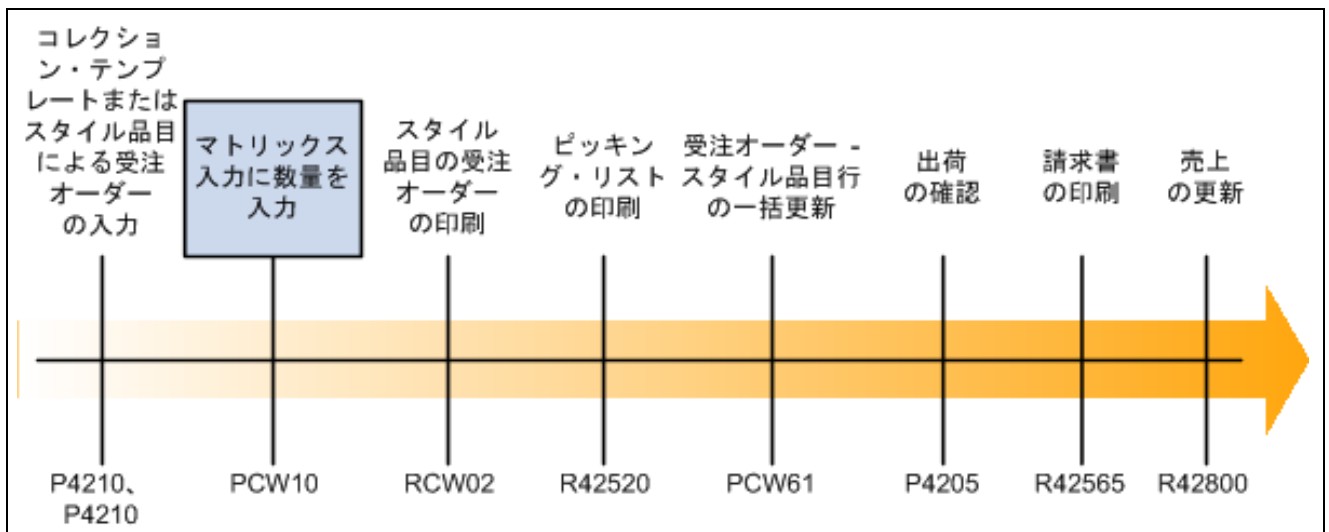 コレクショ
ン・テンプ
レートまたは
スタイル品目
による受注
オーダー
の入力
マトリックス
入力に数量を
入力
スタイル
品目の受注
オーダー
の印刷
ピッキン
グ・リスト
の印刷
受注オーダー -
スタイル品目行
の一括更新
出荷
の確認
請求書
の印刷
売上
の更新
P4210、
P4210
PCW10
RCW02
R42520
PCW61
P4205
R42565
R42800